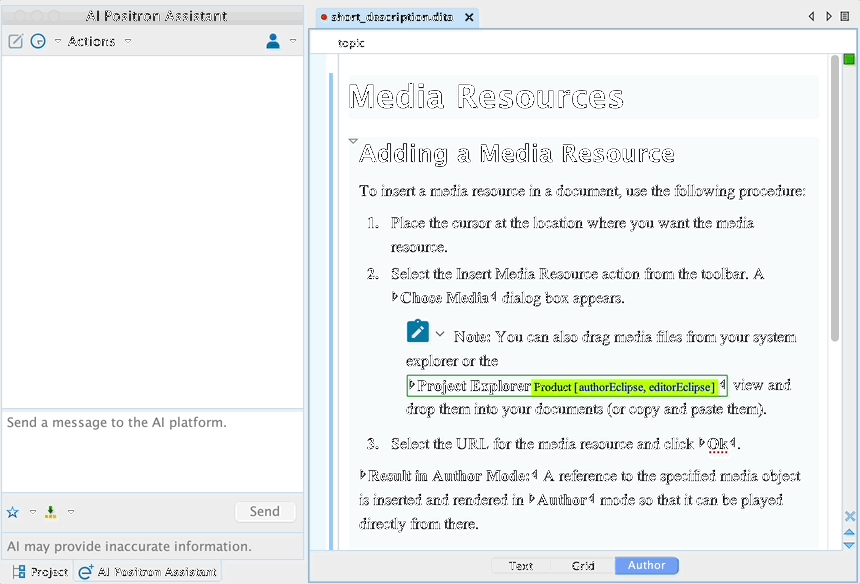 AI Positron Assistant
short_description.dita
Actions
topic
Media Resources
Adding a Media Resource
To insert a media resource in a document, use the following procedure:
1. Place the cursor at the location where you want the media
resource.
2. Select the Insert Media Resource action from the toolbar. A
Chose Media dialog box appears.
Note: You can also drag media files from your system
explorer or the
Project Explorer Product [authorEclipse, editorEclipse] view and
drop them into your documents (or copy and paste them).
3. Select the URL for the media resource and click Ok.
Result in Author Mode: A reference to the specified media object
is inserted and rendered in Author mode so that it can be played
directly from there.
Send a message to the AI platform.
Send
AI may provide inaccurate information.
Project
AI Positron Assistant
Text
Grid
Author